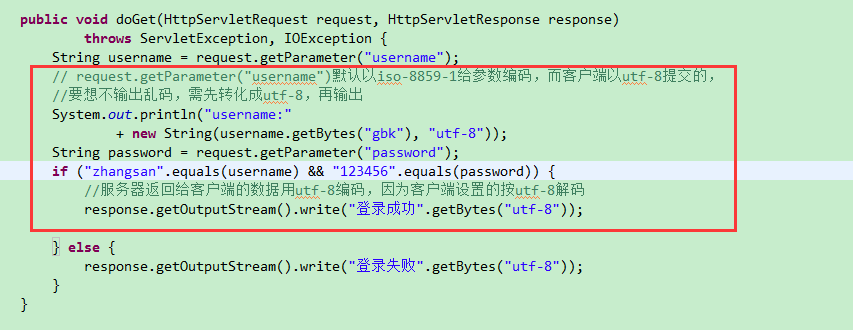 public void doGet(HttpServletRequest request, HttpServletResponse response)
throws ServletException, IOException {
String username = request.getParameter("username");
// request.getParameter("username")默认以iso-8859-1给参数编码，而客户端以utf-8提交的，
//要想不输出乱码，需先转化成utf-8，再输出
System.out.println("username:"
+ new String(username.getBytes("gbk"), "utf-8"));
String password = request.getParameter("password");
if ("zhangsan".equals(username) && "123456".equals(password)) {
//服务器返回给客户端的数据用utf-8编码，因为客户端设置的按utf-8解码
response.getOutputStream().write("登录成功".getBytes("utf-8"));
} else {
response.getOutputStream().write("登录失败".getBytes("utf-8"));
}
}